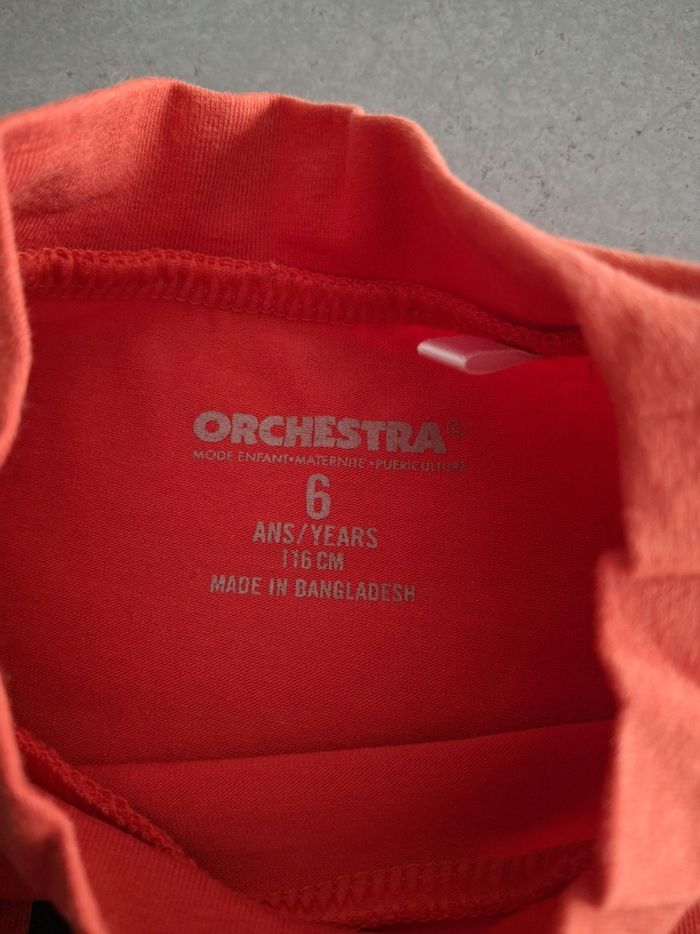 ORCHESTRA®
MODE ENFANT•MATERNITE•PUERICULTURE
6
ANS/YEARS
116 CM
MADE IN BANGLADESH